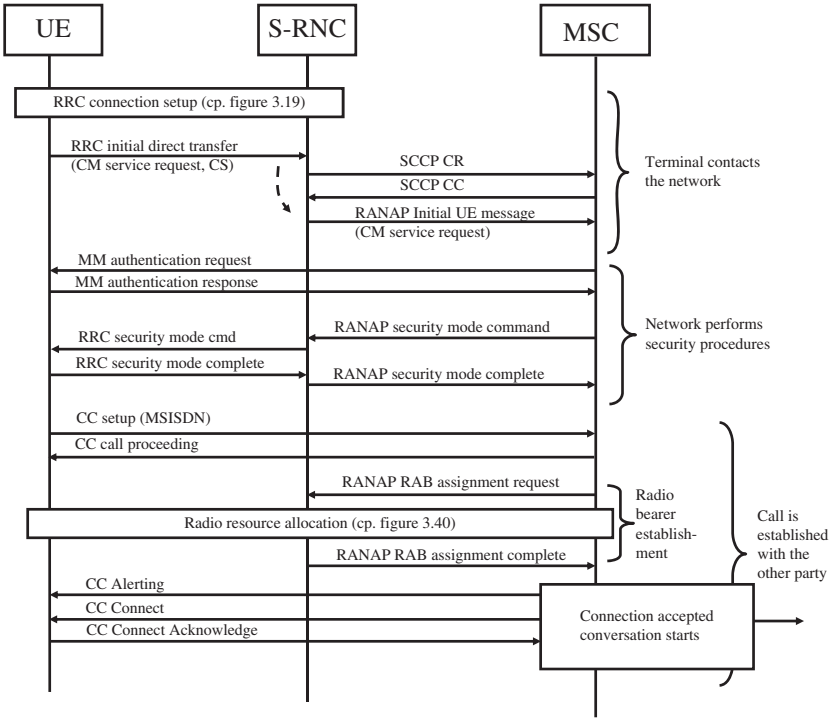 UE
S-RNC
MSC
RRC connection setup (cp. figure 3.19)
RRC initial direct transfer
(CM service request, CS)
SCCP CR
SCCP CC
RANAP Initial UE message
(CM service request)
Terminal contacts
the network
MM authentication request
MM authentication response
RANAP security mode command
RRC security mode cmd
RRC security mode complete
RANAP security mode complete
Network performs
security procedures
CC setup (MSISDN)
CC call proceeding
RANAP RAB assignment request
Radio resource allocation (cp. figure 3.40)
RANAP RAB assignment complete
Radio
bearer
establish-
ment
Call is
established
with the
other party
CC Alerting
CC Connect
CC Connect Acknowledge
Connection accepted
conversation starts